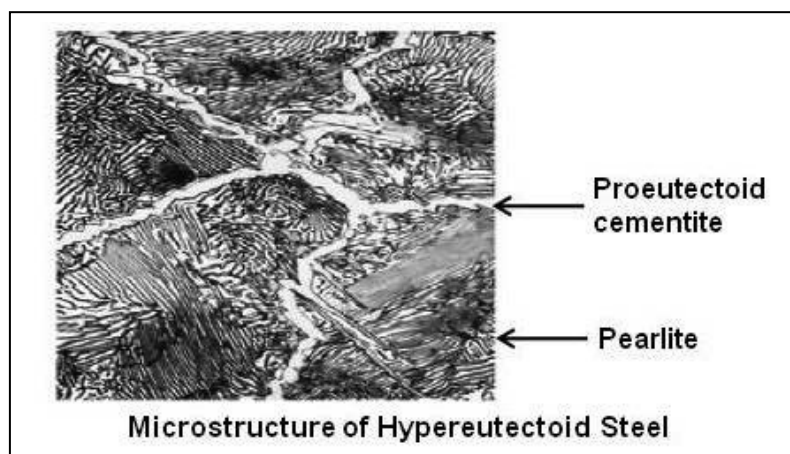 Proeutectoid
cementite
Pearlite
Microstructure of Hypereutectoid Steel